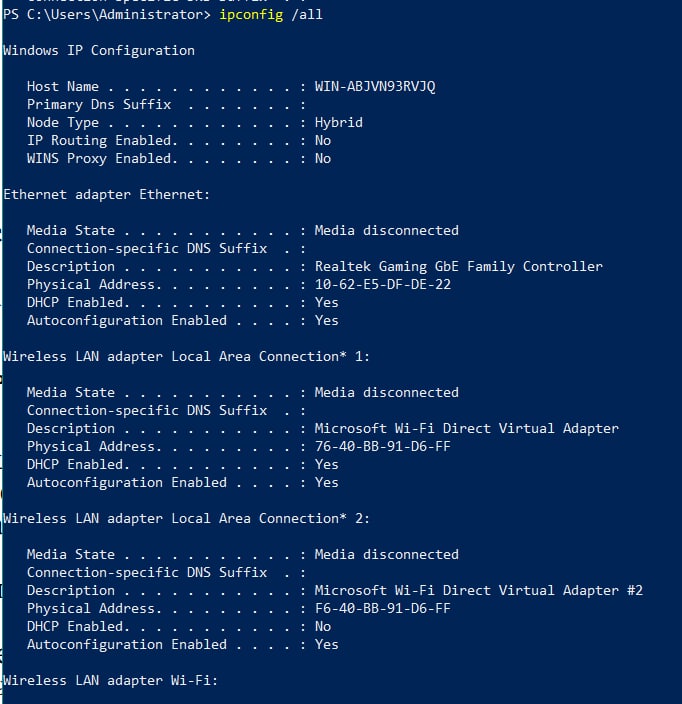 PS C:\Users\Administrator> ipconfig /all
Windows IP Configuration
Host Name . . . . . . . . . . . . : WIN-ABJVN93RVJQ
Primary Dns Suffix  . . . . . . . :
Node Type . . . . . . . . . . . . : Hybrid
IP Routing Enabled. . . . . . . . : No
WINS Proxy Enabled. . . . . . . . : No
Ethernet adapter Ethernet:
Media State . . . . . . . . . . . : Media disconnected
Connection-specific DNS Suffix  . :
Description . . . . . . . . . . . : Realtek Gaming GbE Family Controller
Physical Address. . . . . . . . . : 10-62-E5-DF-DE-22
DHCP Enabled. . . . . . . . . . . : Yes
Autoconfiguration Enabled . . . . : Yes
Wireless LAN adapter Local Area Connection* 1:
Media State . . . . . . . . . . . : Media disconnected
Connection-specific DNS Suffix  . :
Description . . . . . . . . . . . : Microsoft Wi-Fi Direct Virtual Adapter
Physical Address. . . . . . . . . : 76-40-BB-91-D6-FF
DHCP Enabled. . . . . . . . . . . : Yes
Autoconfiguration Enabled . . . . : Yes
Wireless LAN adapter Local Area Connection* 2:
Media State . . . . . . . . . . . : Media disconnected
Connection-specific DNS Suffix  . :
Description . . . . . . . . . . . : Microsoft Wi-Fi Direct Virtual Adapter #2
Physical Address. . . . . . . . . : F6-40-BB-91-D6-FF
DHCP Enabled. . . . . . . . . . . : No
Autoconfiguration Enabled . . . . : Yes
Wireless LAN adapter Wi-Fi: